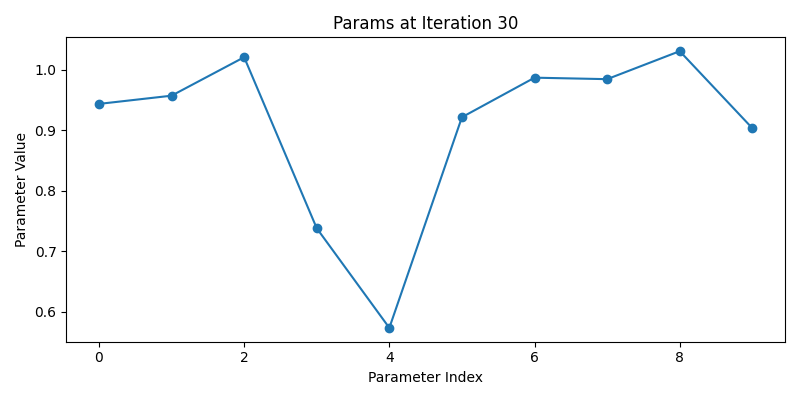 Params at Iteration 30
Parameter Value
1.0
0.9
0.8
0.7
0.6
0 2 4 6 8
Parameter Index